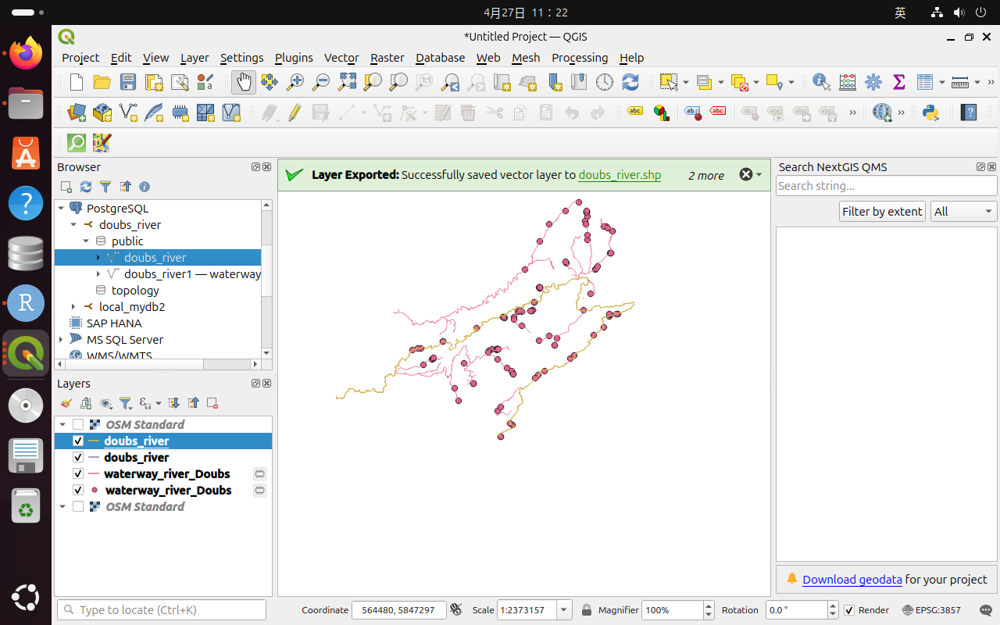 4月27日 11：22
英
*Untitled Project — QGIS
Project Edit View Layer Settings Plugins Vector Raster Database Web Mesh Processing Help
Browser
PostgreSQL
doubs_river
public
doubs_river
doubs_river1 — waterway
topology
local_mydb2
SAP HANA
MS SQL Server
WMS/WMTS
Layers
OSM Standard
doubs_river
doubs_river
waterway_river_Doubs
waterway_river_Doubs
OSM Standard
Layer Exported: Successfully saved vector layer to doubs_river.shp 2 more
Search NextGIS QMS
Search string...
Filter by extent All
Download geodata for your project
Type to locate (Ctrl+K) Coordinate 564480, 5847297 Scale 1:2373157 Magnifier 100% Rotation 0.0 ° Render EPSG:3857